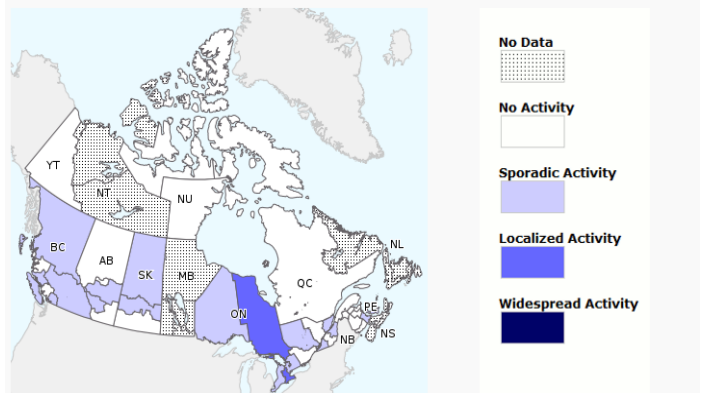 No Data
No Activity
YT
NT
NU
Sporadic Activity
BC
AB
SK
MB
QC
NL
Localized Activity
ON
PE
NB
NS
Widespread Activity